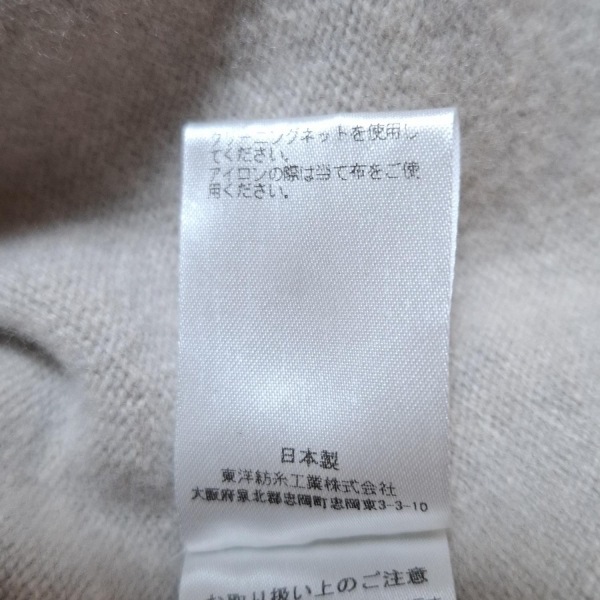 クリーニングネットを使用し
てください。
アイロンの際は当て布をご使
用ください。
日本製
東洋紡糸工業株式会社
大阪府泉北郡忠岡町忠岡東3-3-10
お取り扱い上のご注意